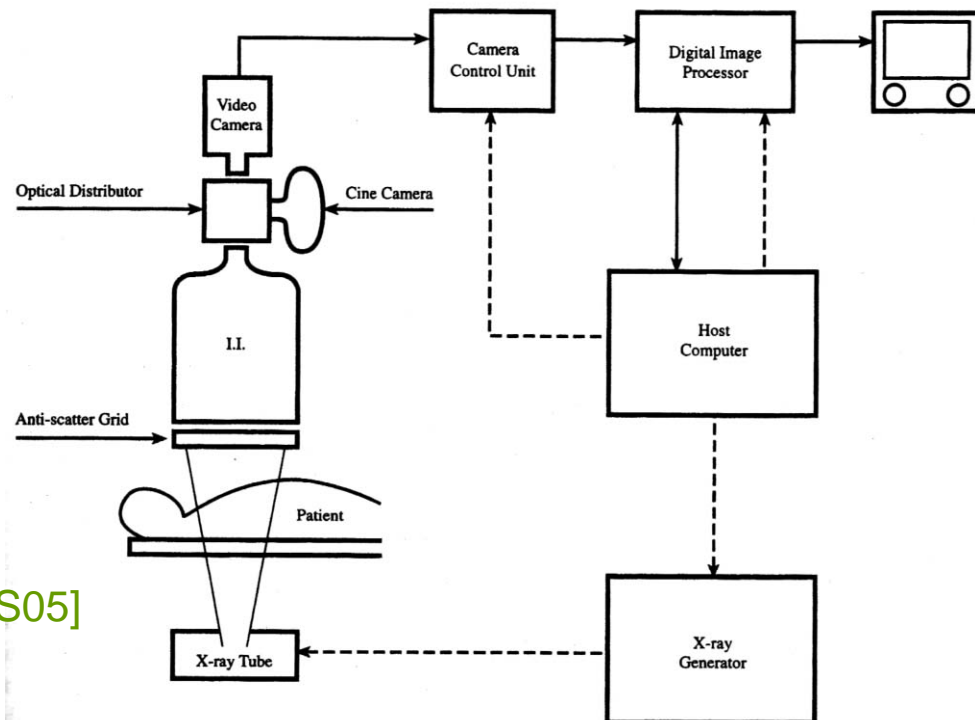 Camera
Control Unit
Digital Image
Processor
Video
Camera
Optical Distributor
Cine Camera
I.I.
Host
Computer
Anti-scatter Grid
Patient
S05]
X-ray Tube
X-ray
Generator